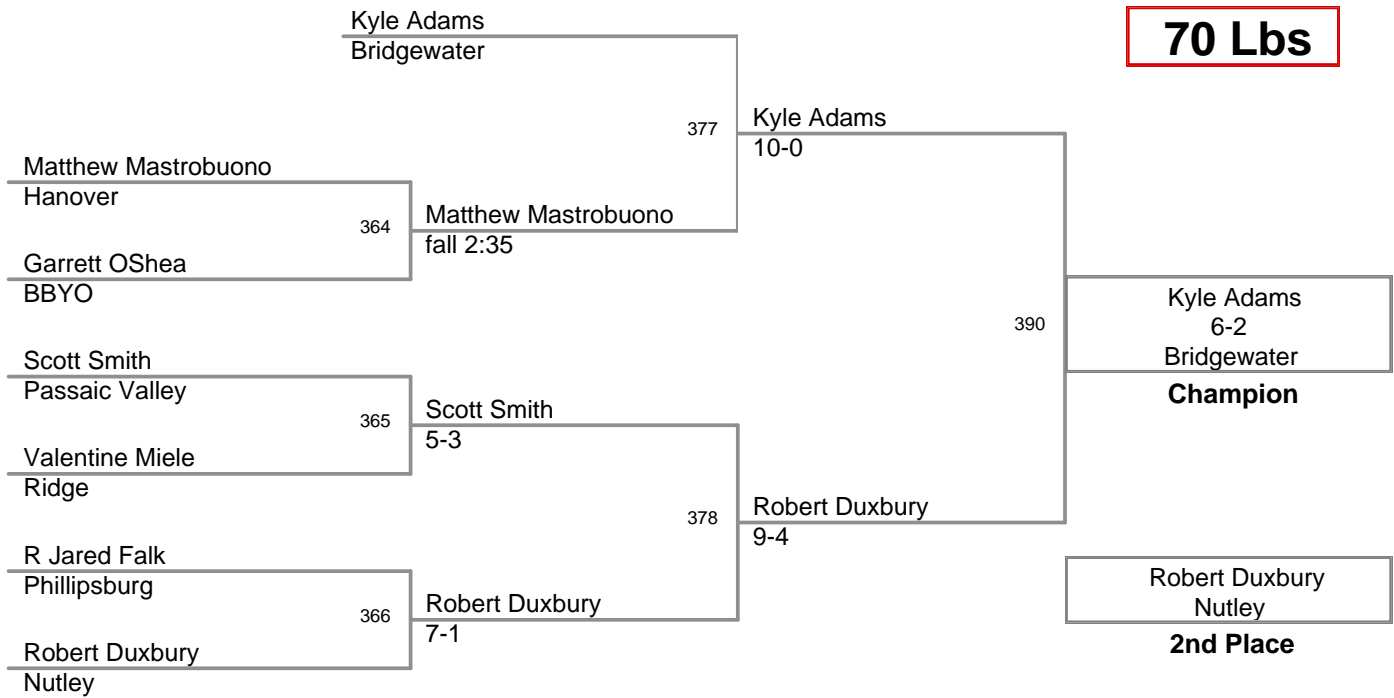 Kyle Adams
Bridgewater
70 Lbs
377
Kyle Adams
10-0
Matthew Mastrobuono
Hanover
364
Matthew Mastrobuono
fall 2:35
Garrett OShea
BBYO
390
Kyle Adams
6-2
Bridgewater
Champion
Scott Smith
Passaic Valley
365
Scott Smith
5-3
Valentine Miele
Ridge
378
Robert Duxbury
9-4
R Jared Falk
Phillipsburg
366
Robert Duxbury
7-1
Robert Duxbury
Nutley
Robert Duxbury
Nutley
2nd Place